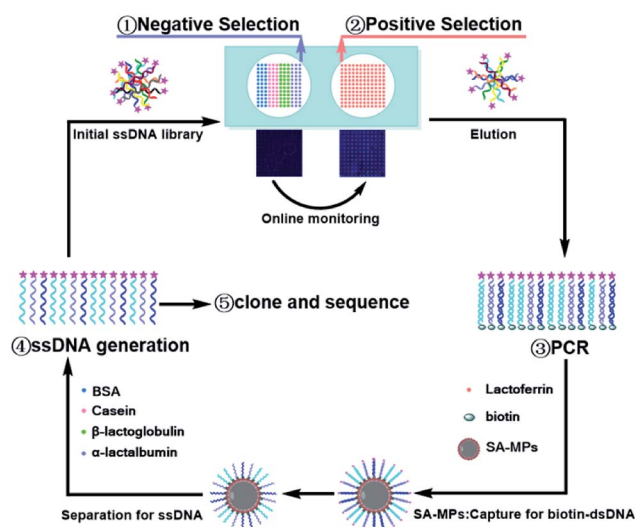 ①Negative Selection
②Positive Selection
Initial ssDNA library
Elution
Online monitoring
⑤clone and sequence
④ssDNA generation
③PCR
BSA
Casein
β-lactoglobulin
α-lactalbumin
Lactoferrin
biotin
SA-MPs
Separation for ssDNA
SA-MPs:Capture for biotin-dsDNA